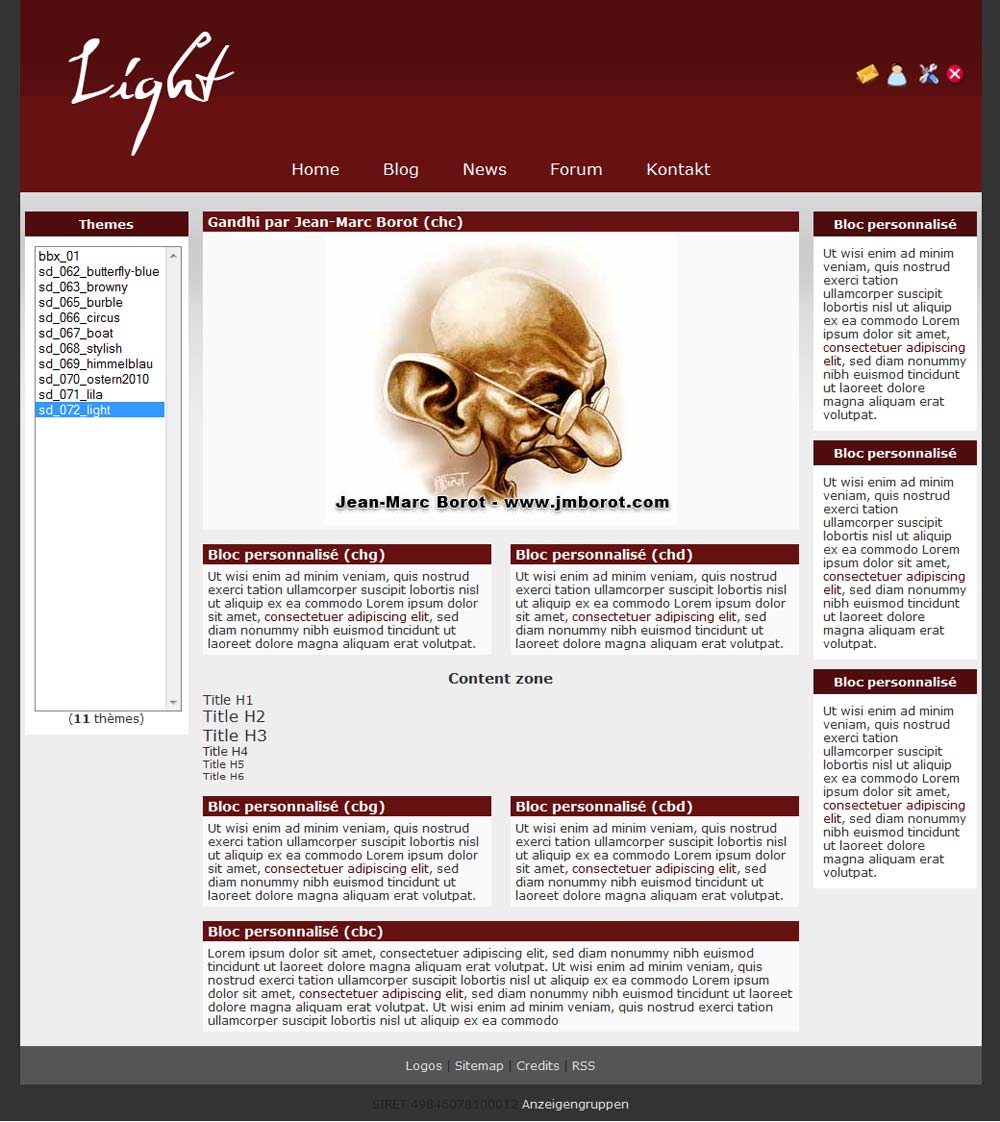 Light
Home Blog News Forum Kontakt
Themes
bbx_01
sd_062_butterfly-blue
sd_063_browny
sd_065_burble
sd_066_circus
sd_067_boat
sd_068_stylish
sd_069_himmelblau
sd_070_ostern2010
sd_071_lila
sd_072_light
(11 thèmes)
Gandhi par Jean-Marc Borot (chc)
Jean-Marc Borot - www.jmborot.com
Bloc personnalisé (chg)
Ut wisi enim ad minim veniam, quis nostrud
exerci tation ullamcorper suscipit lobortis nisl
ut aliquip ex ea commodo Lorem ipsum dolor
sit amet, consectetuer adipiscing elit, sed
diam nonummy nibh euismod tincidunt ut
laoreet dolore magna aliquam erat volutpat.
Bloc personnalisé (chd)
Ut wisi enim ad minim veniam, quis nostrud
exerci tation ullamcorper suscipit lobortis nisl
ut aliquip ex ea commodo Lorem ipsum dolor
sit amet, consectetuer adipiscing elit, sed
diam nonummy nibh euismod tincidunt ut
laoreet dolore magna aliquam erat volutpat.
Content zone
Title H1
Title H2
Title H3
Title H4
Title H5
Title H6
Bloc personnalisé (cbg)
Ut wisi enim ad minim veniam, quis nostrud
exerci tation ullamcorper suscipit lobortis nisl
ut aliquip ex ea commodo Lorem ipsum dolor
sit amet, consectetuer adipiscing elit, sed
diam nonummy nibh euismod tincidunt ut
laoreet dolore magna aliquam erat volutpat.
Bloc personnalisé (cbd)
Ut wisi enim ad minim veniam, quis nostrud
exerci tation ullamcorper suscipit lobortis nisl
ut aliquip ex ea commodo Lorem ipsum dolor
sit amet, consectetuer adipiscing elit, sed
diam nonummy nibh euismod tincidunt ut
laoreet dolore magna aliquam erat volutpat.
Bloc personnalisé (cbc)
Lorem ipsum dolor sit amet, consectetuer adipiscing elit, sed diam nonummy nibh euismod
tincidunt ut laoreet dolore magna aliquam erat volutpat. Ut wisi enim ad minim veniam, quis
nostrud exerci tation ullamcorper suscipit lobortis nisl ut aliquip ex ea commodo Lorem ipsum
dolor sit amet, consectetuer adipiscing elit, sed diam nonummy nibh euismod tincidunt ut laoreet
dolore magna aliquam erat volutpat. Ut wisi enim ad minim veniam, quis nostrud exerci tation
ullamcorper suscipit lobortis nisl ut aliquip ex ea commodo
Bloc personnalisé
Ut wisi enim ad minim
veniam, quis nostrud
exerci tation
ullamcorper suscipit
lobortis nisl ut aliquip
ex ea commodo Lorem
ipsum dolor sit amet,
consectetuer adipiscing
elit, sed diam nonummy
nibh euismod tincidunt
ut laoreet dolore
magna aliquam erat
volutpat.
Bloc personnalisé
Ut wisi enim ad minim
veniam, quis nostrud
exerci tation
ullamcorper suscipit
lobortis nisl ut aliquip
ex ea commodo Lorem
ipsum dolor sit amet,
consectetuer adipiscing
elit, sed diam nonummy
nibh euismod tincidunt
ut laoreet dolore
magna aliquam erat
volutpat.
Bloc personnalisé
Ut wisi enim ad minim
veniam, quis nostrud
exerci tation
ullamcorper suscipit
lobortis nisl ut aliquip
ex ea commodo Lorem
ipsum dolor sit amet,
consectetuer adipiscing
elit, sed diam nonummy
nibh euismod tincidunt
ut laoreet dolore
magna aliquam erat
volutpat.
Logos | Sitemap | Credits | RSS
SIRET Anzeigengruppen